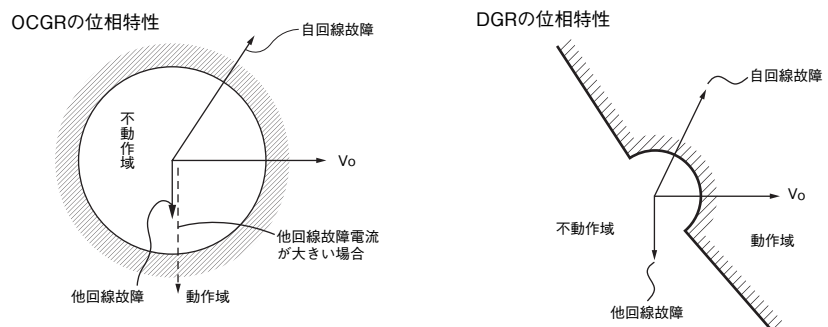 OCGRの位相特性
自回線故障
不動作域
Vo
他回線故障電流
が大きい場合
他回線故障
動作域
DGRの位相特性
自回線故障
Vo
不動作域
動作域
他回線故障